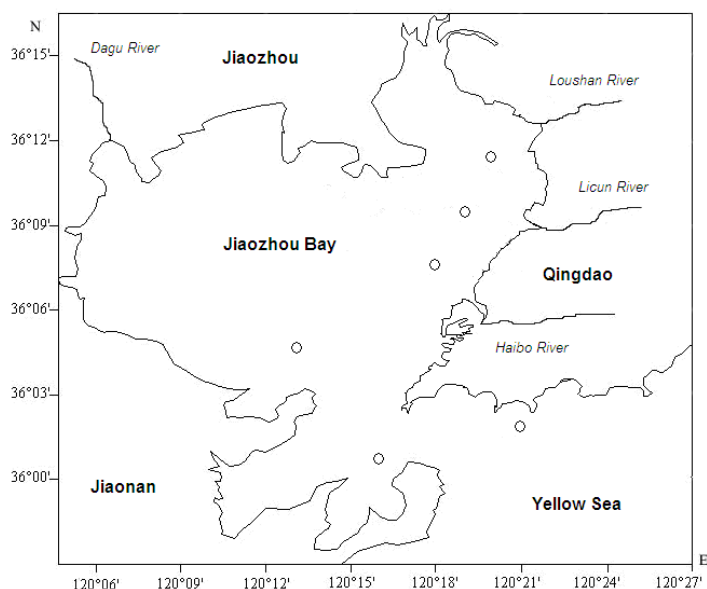 N
Dagu River
36°15'
Jiaozhou
Loushan River
36°12'
Licun River
36°09'
Jiaozhou Bay
Qingdao
36°06'
Haibo River
36°03'
36°00'
Jiaonan
Yellow Sea
E
120°06' 120°09' 120°12' 120°15' 120°18' 120°21' 120°24' 120°27'